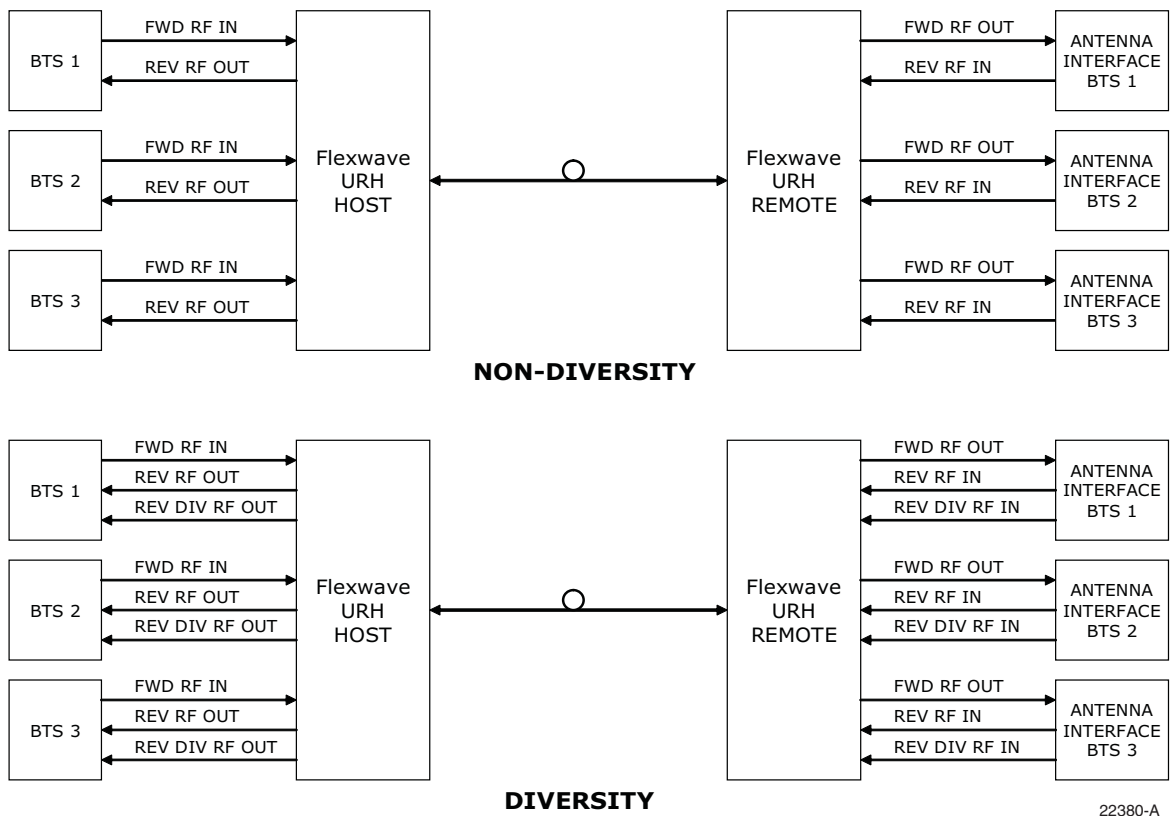 FWD RF IN
REV RF OUT
BTS 1
FWD RF IN
REV RF OUT
BTS 2
FWD RF IN
REV RF OUT
BTS 3
Flexwave
URH
HOST
Flexwave
URH
REMOTE
FWD RF OUT
REV RF IN
ANTENNA
INTERFACE
BTS 1
FWD RF OUT
REV RF IN
ANTENNA
INTERFACE
BTS 2
FWD RF OUT
REV RF IN
ANTENNA
INTERFACE
BTS 3
NON-DIVERSITY
FWD RF IN
REV RF OUT
REV DIV RF OUT
BTS 1
FWD RF IN
REV RF OUT
REV DIV RF OUT
BTS 2
FWD RF IN
REV RF OUT
REV DIV RF OUT
BTS 3
Flexwave
URH
HOST
Flexwave
URH
REMOTE
FWD RF OUT
REV RF IN
REV DIV RF IN
ANTENNA
INTERFACE
BTS 1
FWD RF OUT
REV RF IN
REV DIV RF IN
ANTENNA
INTERFACE
BTS 2
FWD RF OUT
REV RF IN
REV DIV RF IN
ANTENNA
INTERFACE
BTS 3
DIVERSITY
22380-A